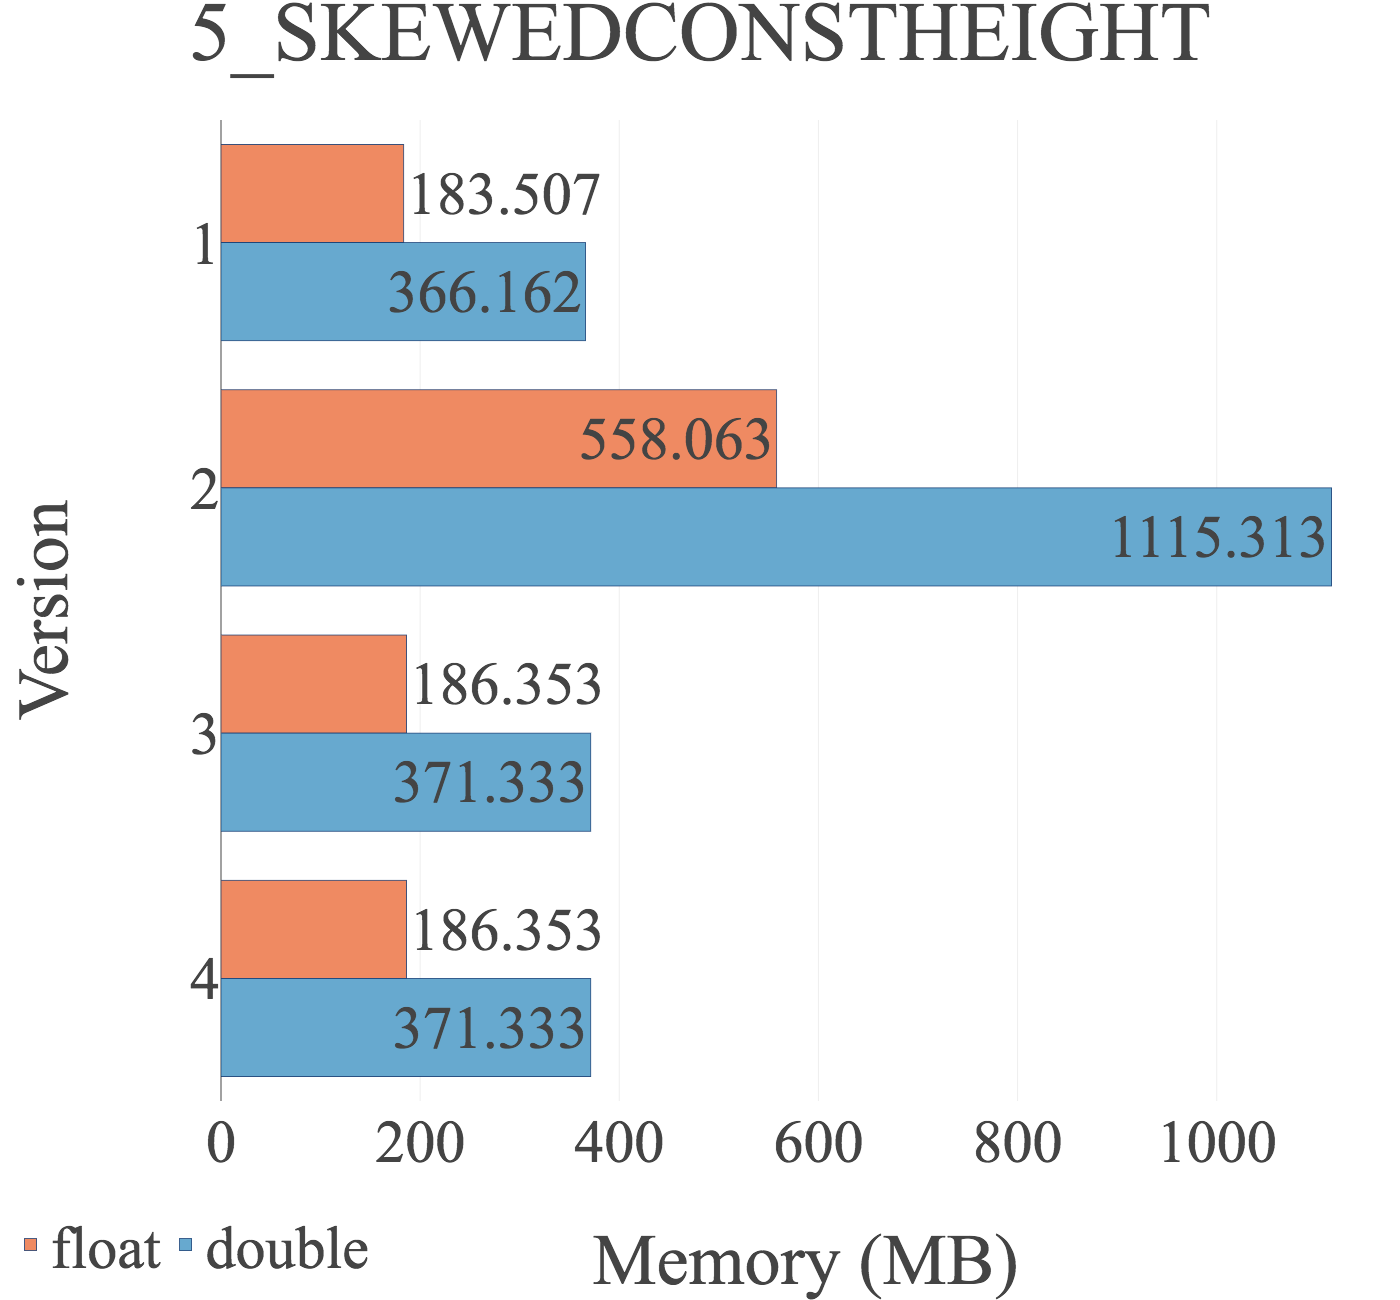 5_SKEWEDCONSTHEIGHT
183.507
1
366.162
558.063
2
1115.313
Version
186.353
3
371.333
186.353
4
371.333
0 200 400 600 800 1000
float double
Memory (MB)